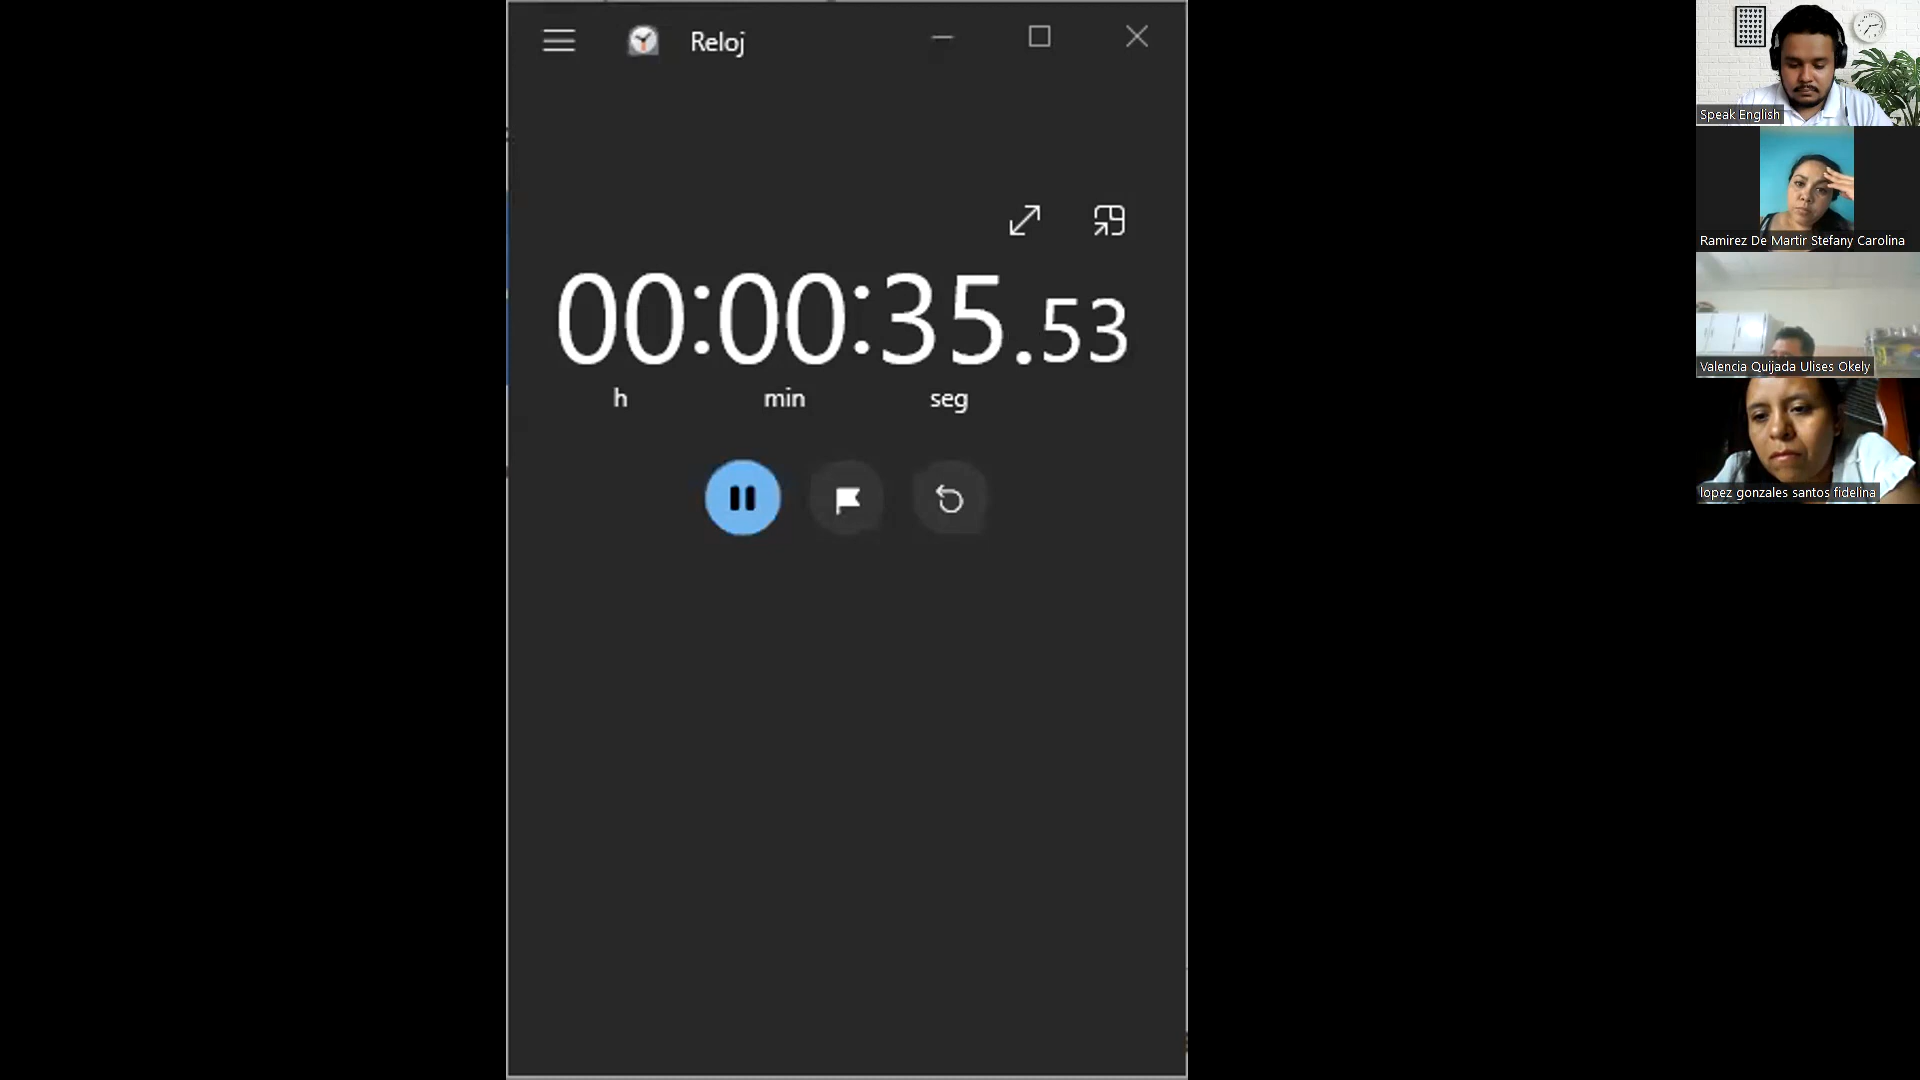 Reloj
00:00:35.53
h min seg
Speak English
Ramirez De Martir Stefany Carolina
Valencia Quijada Ulises Okely
lopez gonzales santos fidelina